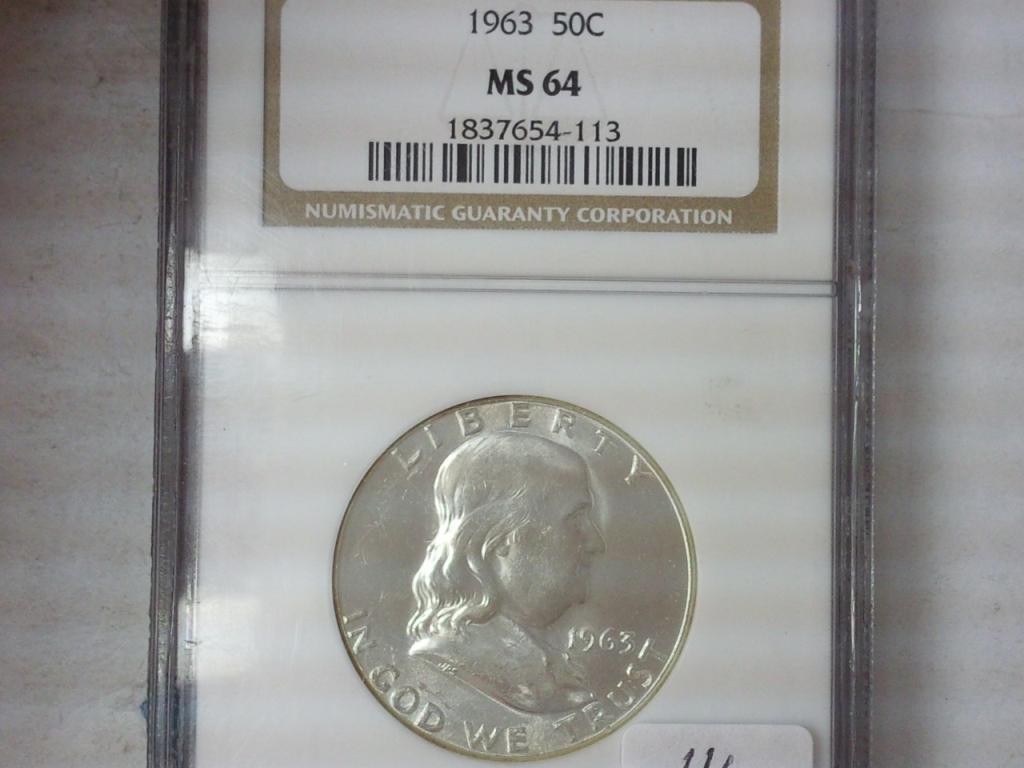 1963 50C
MS 64
1837654-113
NUMISMATIC GUARANTY CORPORATION
LIBERTY
1963
IN GOD WE TRUST